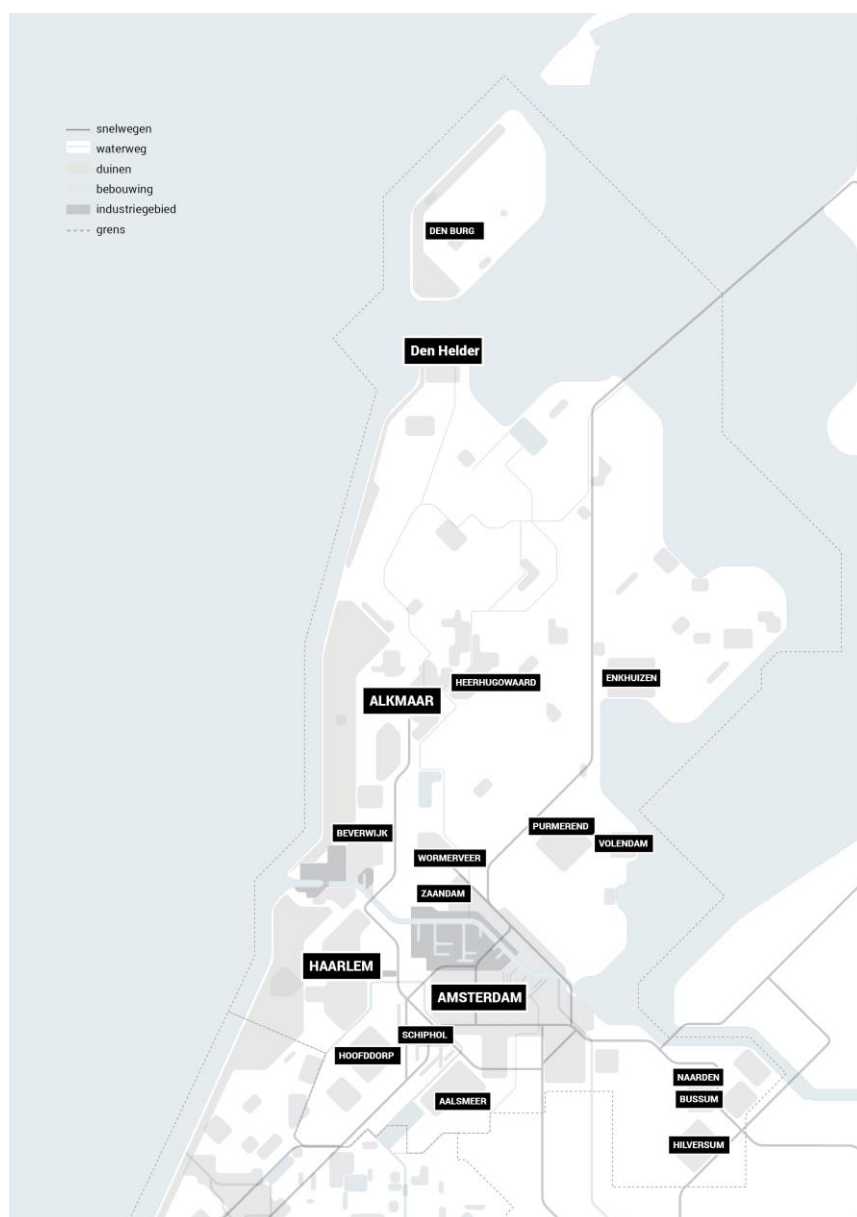 snelwegen
waterweg
duinen
bebouwing
industriegebied
grens
DEN BURG
Den Helder
HEERHUGOWAARD
ENKHUIZEN
ALKMAAR
PURMEREND
BEVERWIJK
VOLENDAM
WORMERVEER
ZAANDAM
HAARLEM
AMSTERDAM
SCHIPHOL
HOOFDDORP
NAARDEN
AALSMEER
BUSSUM
HILVERSUM